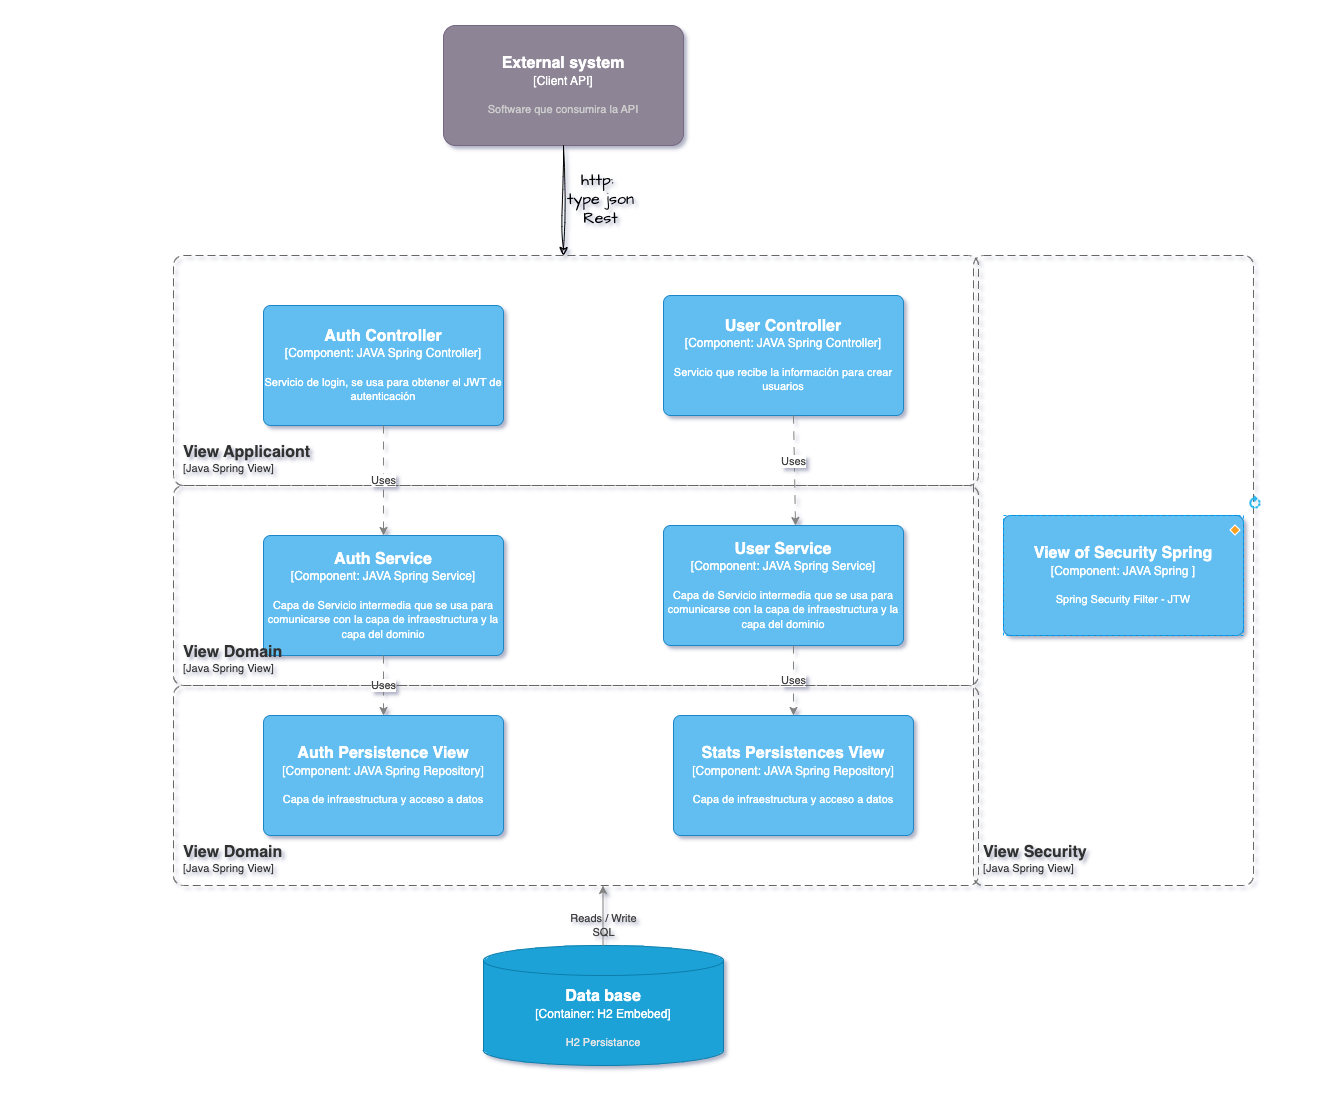 External system
[Client API]
Software que consumira la API
http:
type json
Rest
Auth Controller
[Component: JAVA Spring Controller]
Servicio de login, se usa para obtener el JWT de
autenticación
User Controller
[Component: JAVA Spring Controller]
Servicio que recibe la información para crear
usuarios
View Applicaiont
[Java Spring View]
Uses
Uses
Auth Service
[Component: JAVA Spring Service]
Capa de Servicio intermedia que se usa para
comunicarse con la capa de infraestructura y la
capa del dominio
User Service
[Component: JAVA Spring Service]
Capa de Servicio intermedia que se usa para
comunicarse con la capa de infraestructura y la
capa del dominio
View of Security Spring
[Component: JAVA Spring ]
Spring Security Filter - JTW
View Domain
[Java Spring View]
Uses
Uses
Auth Persistence View
[Component: JAVA Spring Repository]
Capa de infraestructura y acceso a datos
Stats Persistences View
[Component: JAVA Spring Repository]
Capa de infraestructura y acceso a datos
View Domain
[Java Spring View]
View Security
[Java Spring View]
Reads / Write
SQL
Data base
[Container: H2 Embebed]
H2 Persistance